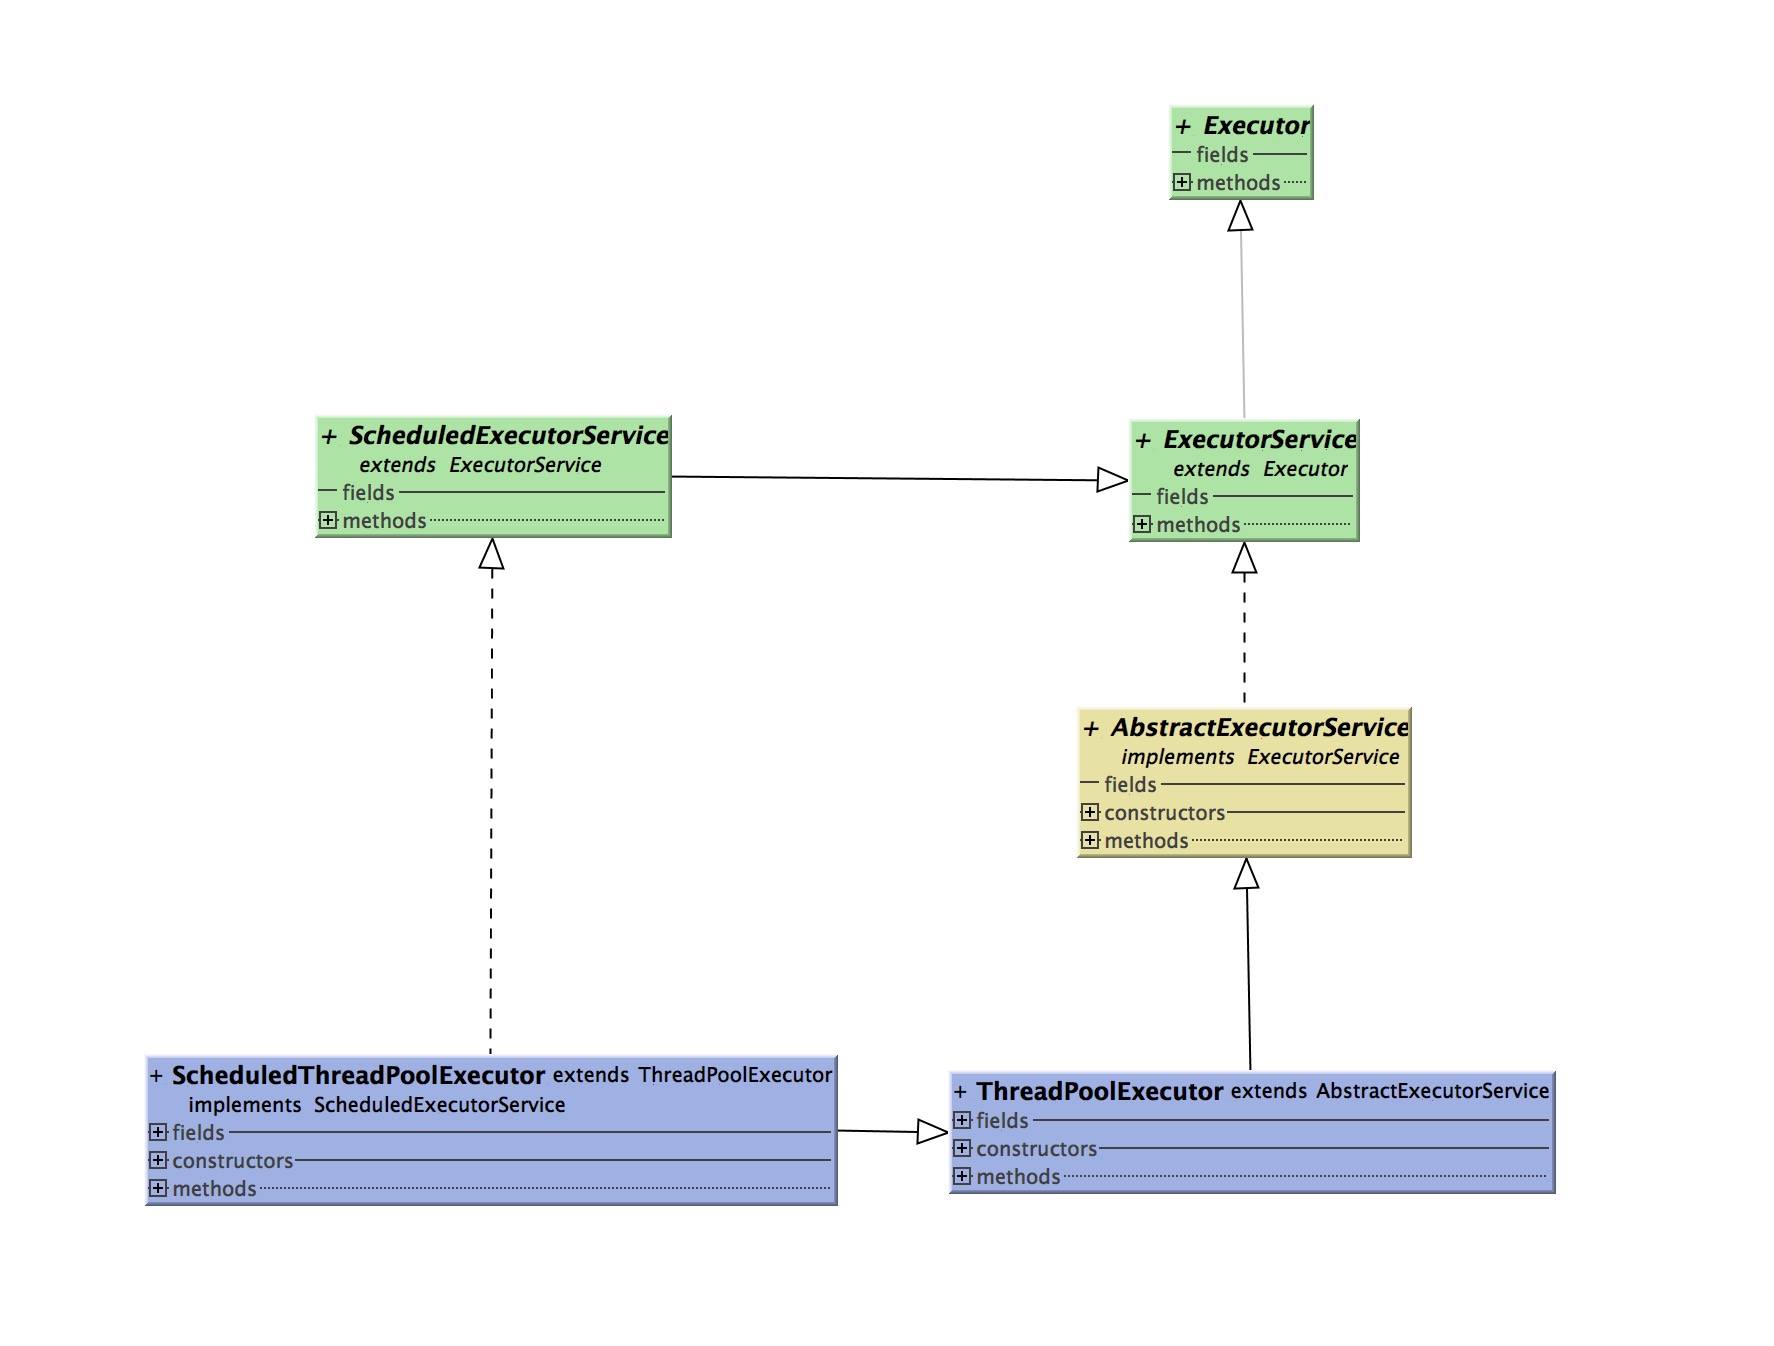 + Executor
fields
methods
+ ScheduledExecutorService
extends ExecutorService
fields
methods
+ ExecutorService
extends Executor
fields
methods
+ AbstractExecutorService
implements ExecutorService
fields
constructors
methods
+ ScheduledThreadPoolExecutor extends ThreadPoolExecutor
implements ScheduledExecutorService
fields
constructors
methods
+ ThreadPoolExecutor extends AbstractExecutorService
fields
constructors
methods